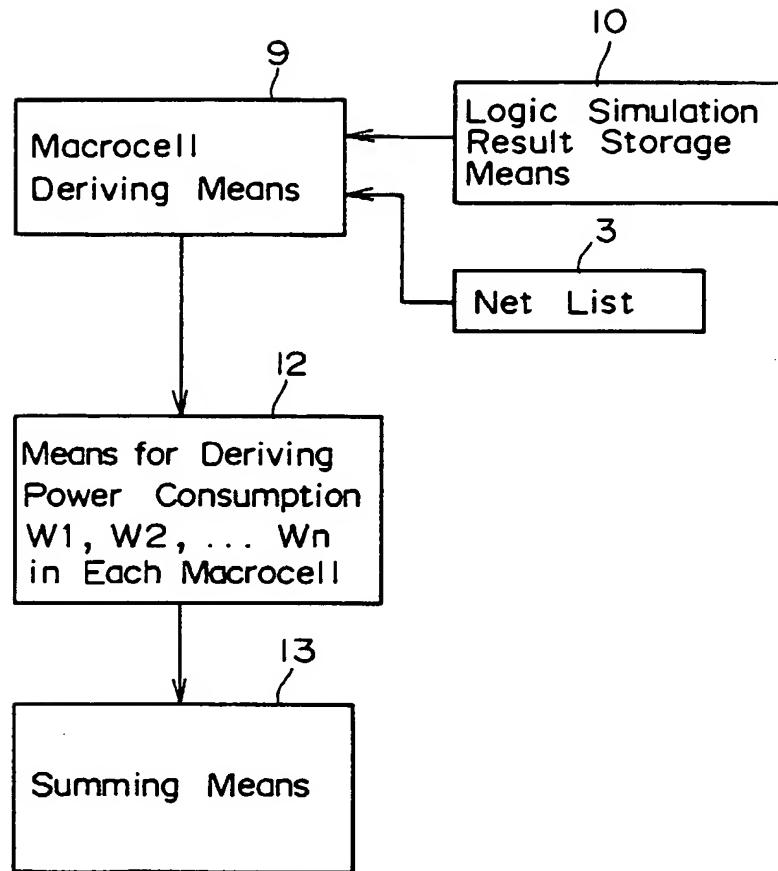 9
Macrocell
Deriving Means
10
Logic Simulation
Result Storage
Means
3
Net List
12
Means for Deriving
Power Consumption
W1, W2, ... Wn
in Each Macrocell
13
Summing Means